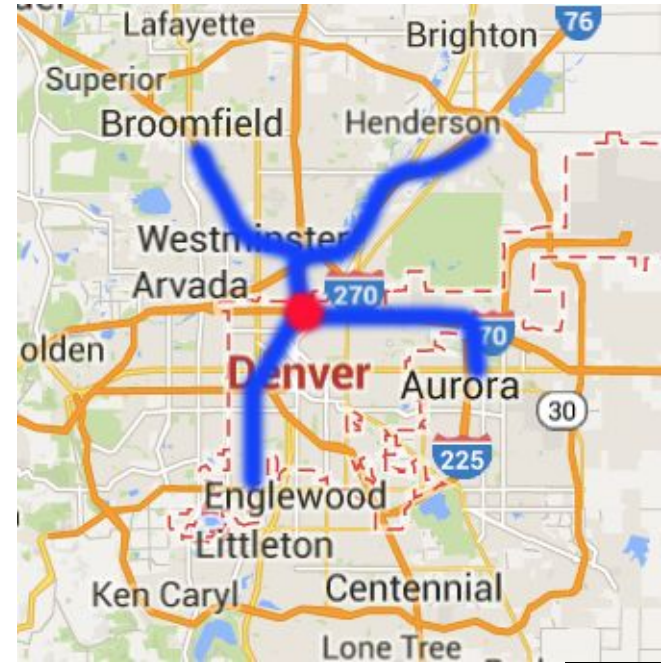 Lafayette
76
Brighton
Superior
Broomfield
Henderson
Westminster
Arvada
270
70
olden
Denver
Aurora
30
225
Englewood
Littleton
Ken Caryl
Centennial
Lone Tree